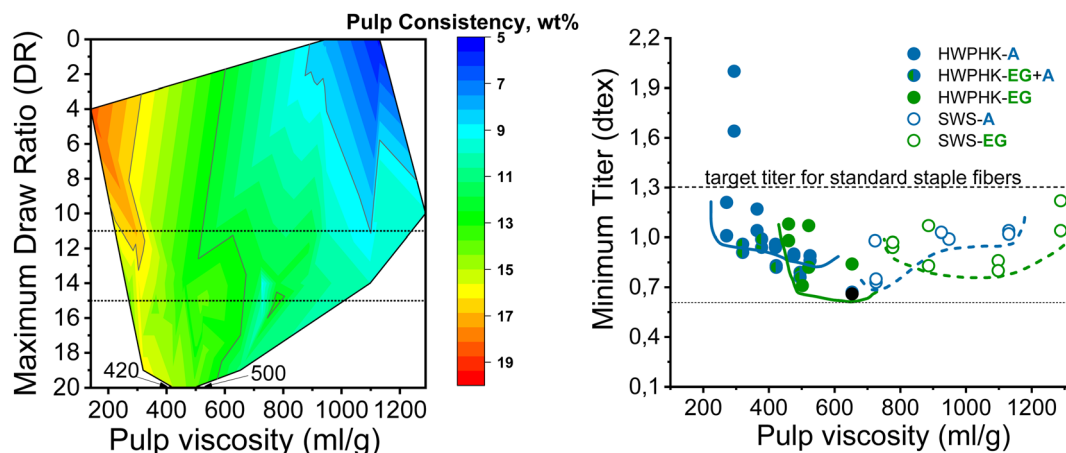 Pulp Consistency, wt%
Maximum Draw Ratio (DR)
0
2
4
6
8
10
12
14
16
18
20
420
500
200 400 600 800 1000 1200
Pulp viscosity (ml/g)
5
7
9
11
13
15
17
19
Minimum Titer (dtex)
2,2
1,9
1,6
1,3
1,0
0,7
0,4
0,1
HWPHK-A
HWPHK-EG+A
HWPHK-EG
SWS-A
SWS-EG
target titer for standard staple fibers
200 400 600 800 1000 1200
Pulp viscosity (ml/g)